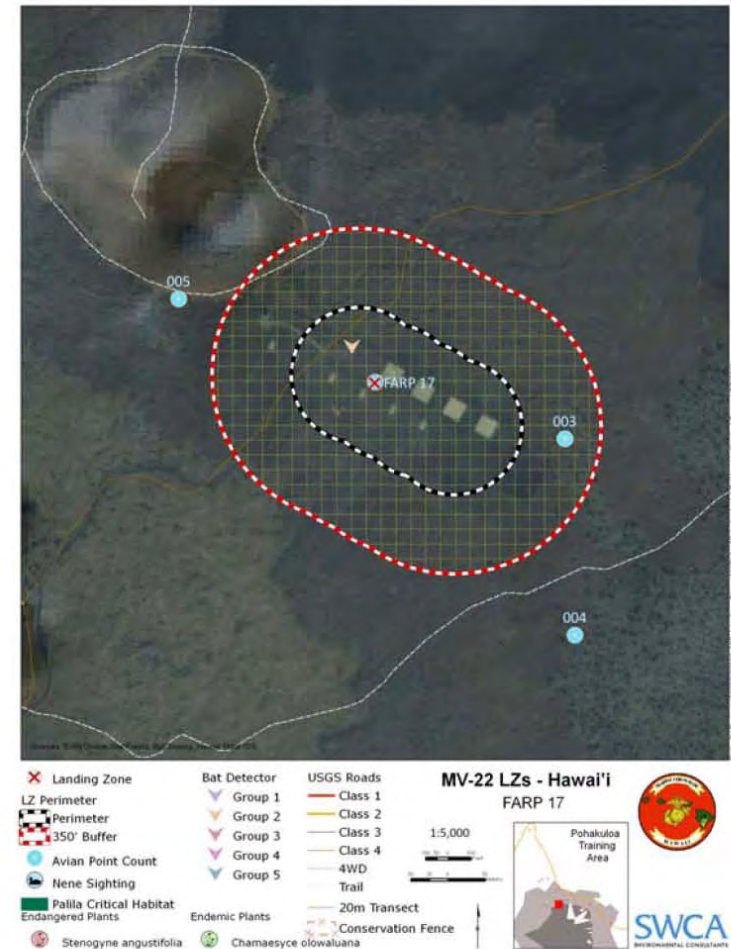 005
FARP 17
003
004
Landing Zone
LZ Perimeter
Perimeter
350' Buffer
Avian Point Count
Nene Sighting
Palila Critical Habitat
Endangered Plants
Stenogyne angustifolia
Bat Detector
Group 1
Group 2
Group 3
Group 4
Group 5
Endemic Plants
Chamaesyce olowaluana
USGS Roads
Class 1
Class 2
Class 3
Class 4
4WD
Trail
20m Transect
Conservation Fence
MV-22 LZs - Hawai'i
FARP 17
1:5,000
Pohakuloa
Training
Area
HAWAII
SWCA
ENVIRONMENTAL CONSULTANTS